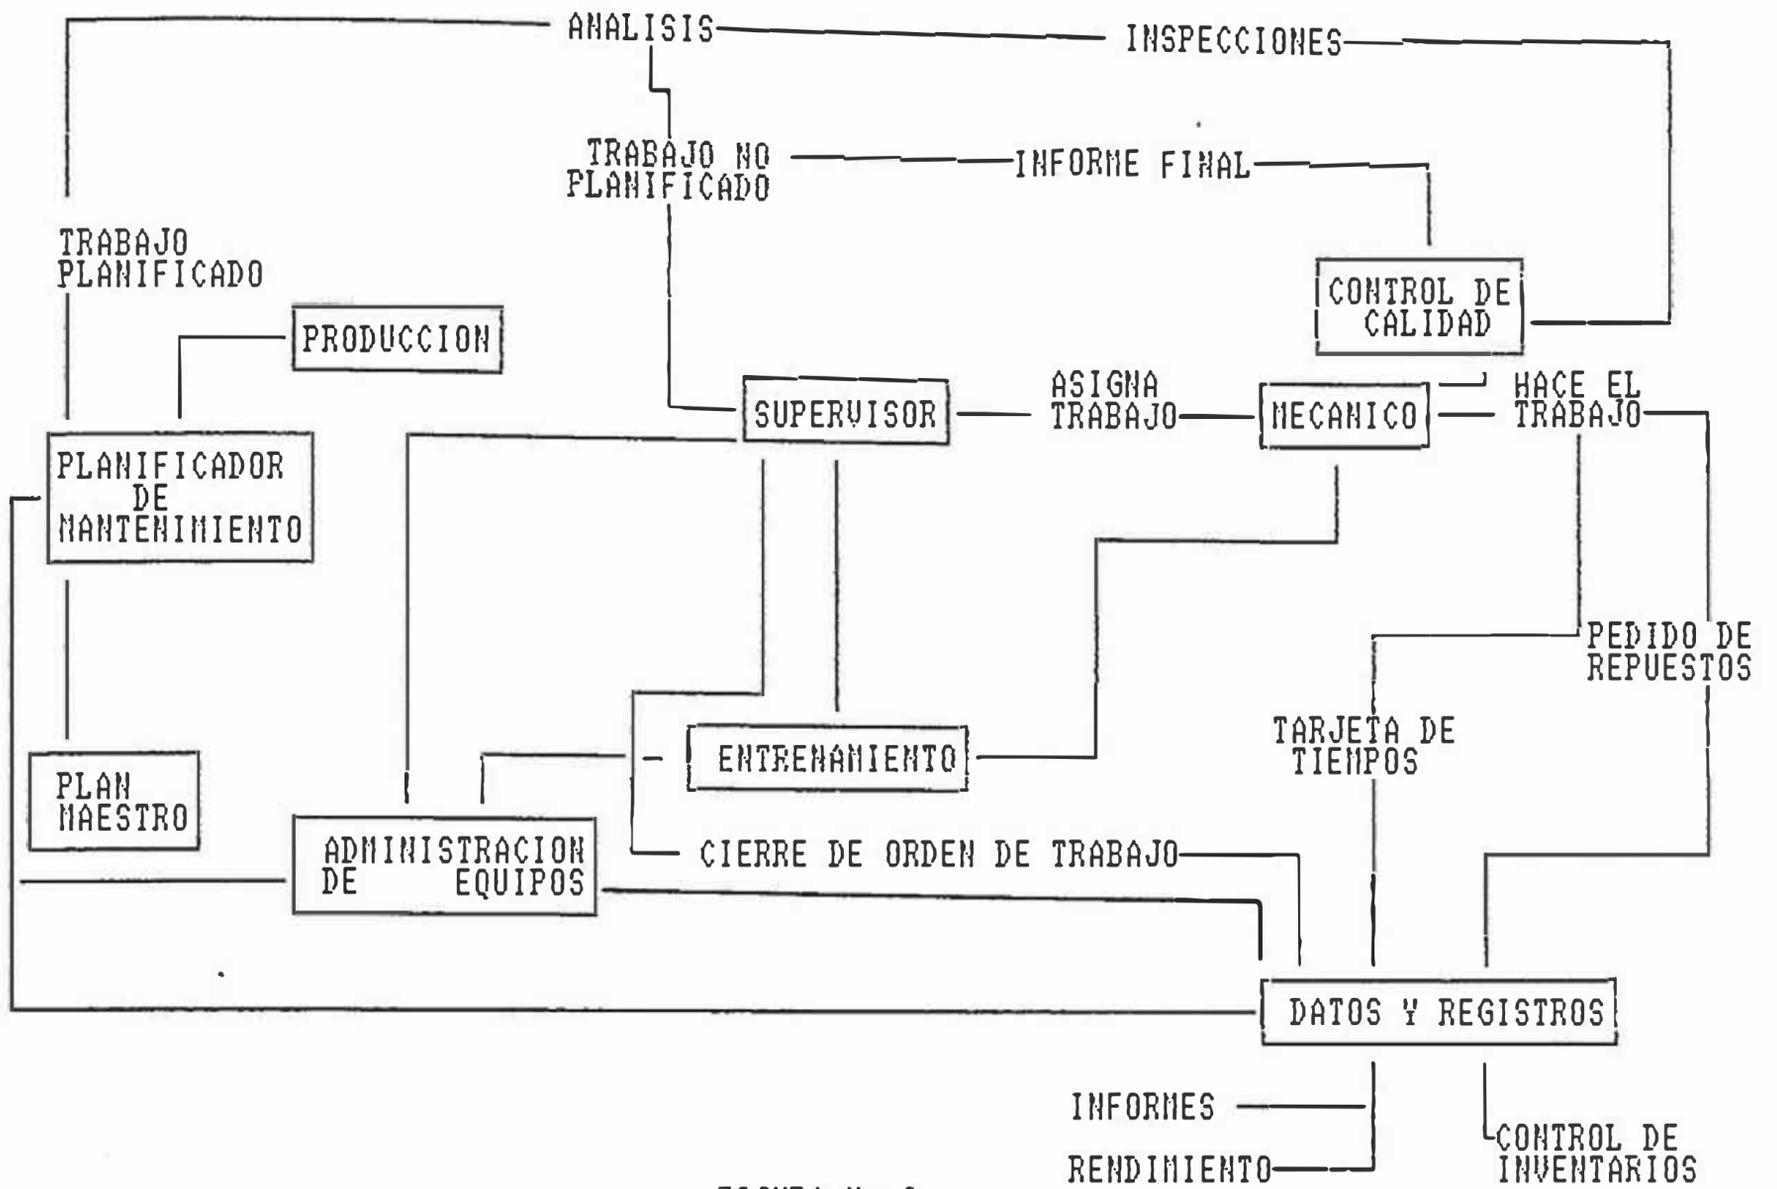 ANALISIS
INSPECCIONES
TRABAJO NO
PLANIFICADO
INFORME FINAL
TRABAJO
PLANIFICADO
CONTROL DE
CALIDAD
PRODUCCION
SUPERVISOR
ASIGNA
TRABAJO
MECANICO
HACE EL
TRABAJO
PLANIFICADOR
DE
MANTENIMIENTO
PEDIDO DE
REPUESTOS
TARJETA DE
TIEMPOS
ENTRENAMIENTO
PLAN
MAESTRO
ADMINISTRACION
DE EQUIPOS
CIERRE DE ORDEN DE TRABAJO
DATOS Y REGISTROS
INFORMES
RENDIMIENTO
CONTROL DE
INVENTARIOS